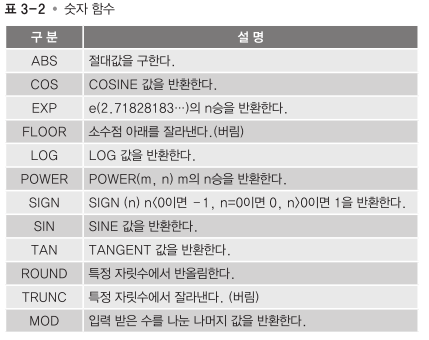 표 3-2 • 숫자 함수
구 분 설 명
ABS 절대값을 구한다.
COS COSINE 값을 반환한다.
EXP e(2.71828183…)의 n승을 반환한다.
FLOOR 소수점 아래를 잘라낸다.(버림)
LOG LOG 값을 반환한다.
POWER POWER(m, n) m의 n승을 반환한다.
SIGN SIGN (n) n<0이면 -1, n=0이면 0, n>0이면 1을 반환한다.
SIN SINE 값을 반환한다.
TAN TANGENT 값을 반환한다.
ROUND 특정 자릿수에서 반올림한다.
TRUNC 특정 자릿수에서 잘라낸다. (버림)
MOD 입력 받은 수를 나눈 나머지 값을 반환한다.